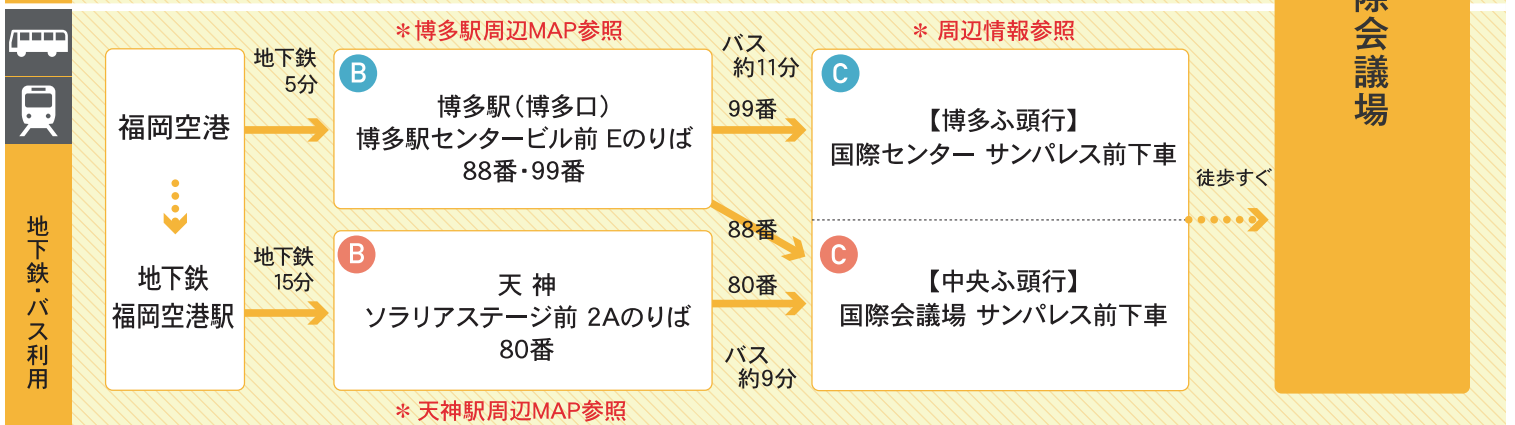 地下鉄・バス利用
福岡空港
地下鉄
福岡空港駅
地下鉄
5分
地下鉄
15分
＊博多駅周辺MAP参照
B
博多駅（博多口）
博多駅センタービル前 Eのりば
88番・99番
B
天 神
ソラリアステージ前 2Aのりば
80番
＊ 天神駅周辺MAP参照
バス
約11分
99番
88番
80番
バス
約9分
＊ 周辺情報参照
C
【博多ふ頭行】
国際センター サンパレス前下車
C
【中央ふ頭行】
国際会議場 サンパレス前下車
徒歩すぐ
際会議場